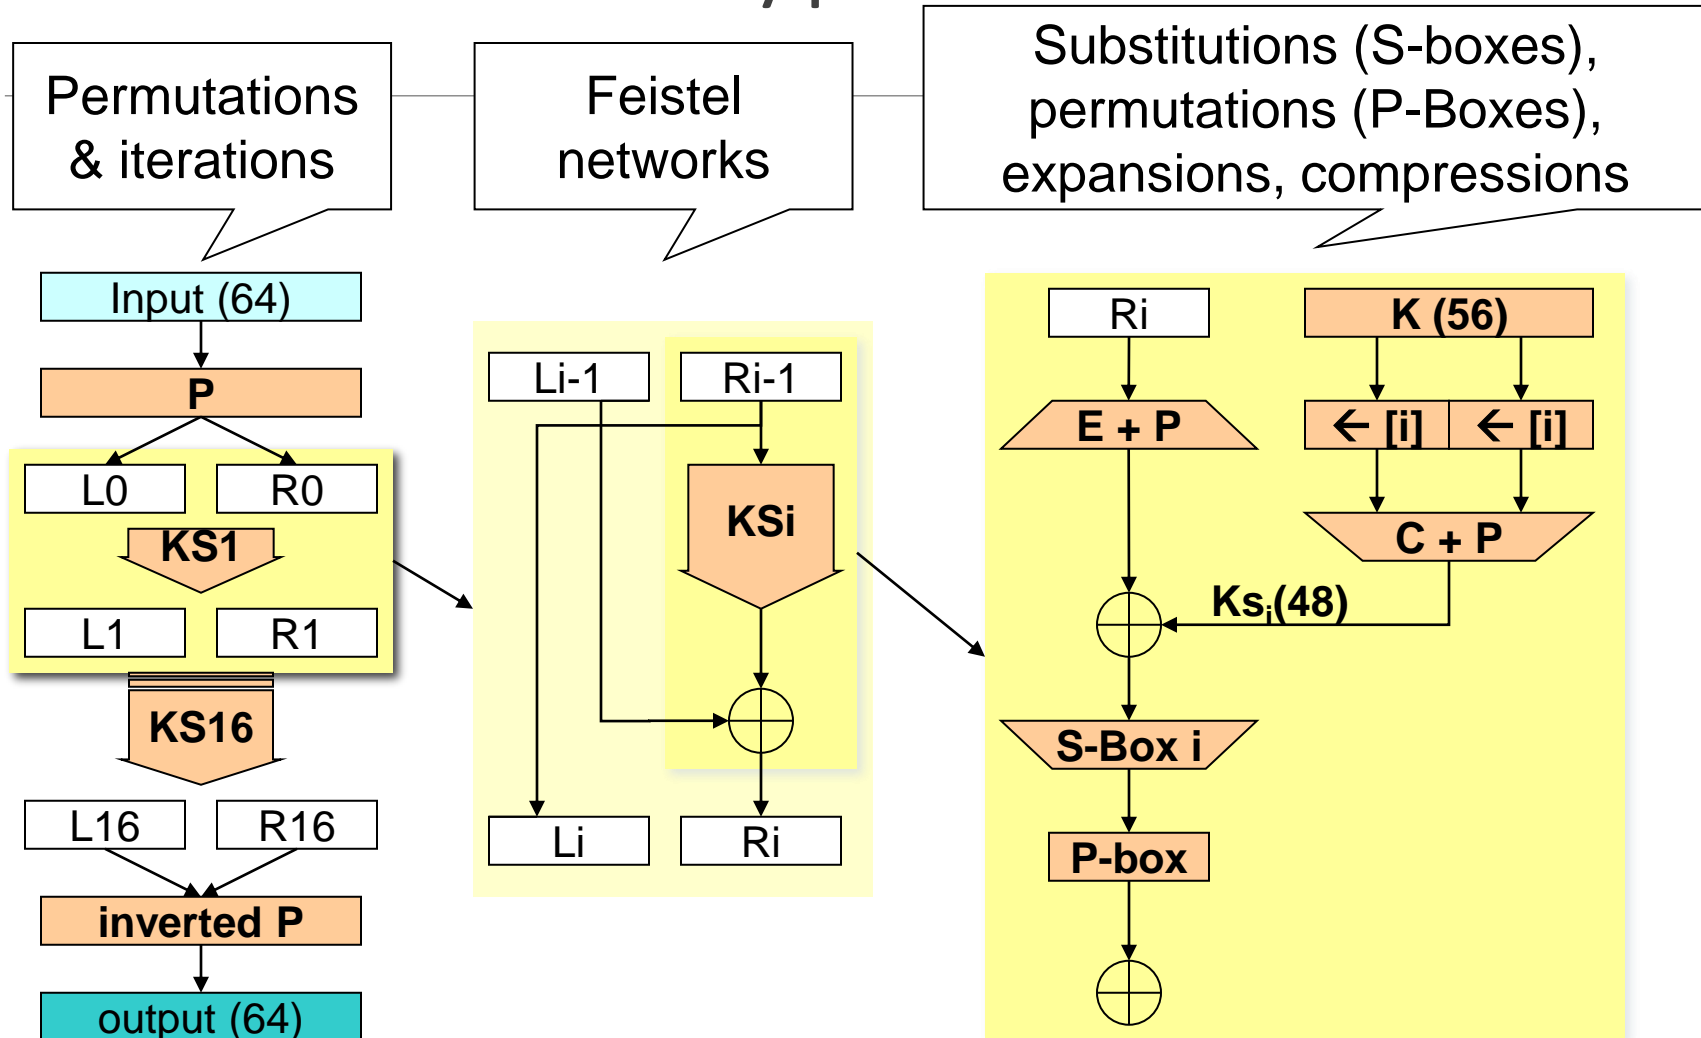 Permutations
& iterations
Feistel
networks
Substitutions (S-boxes),
permutations (P-Boxes),
expansions, compressions
Input (64)
P
L0 R0
KS1
L1 R1
KS16
L16 R16
inverted P
output (64)
Li-1 Ri-1
KSi
Li Ri
Ri K (56)
E + P ← [i] ← [i]
C + P
Ksi(48)
S-Box i
P-box